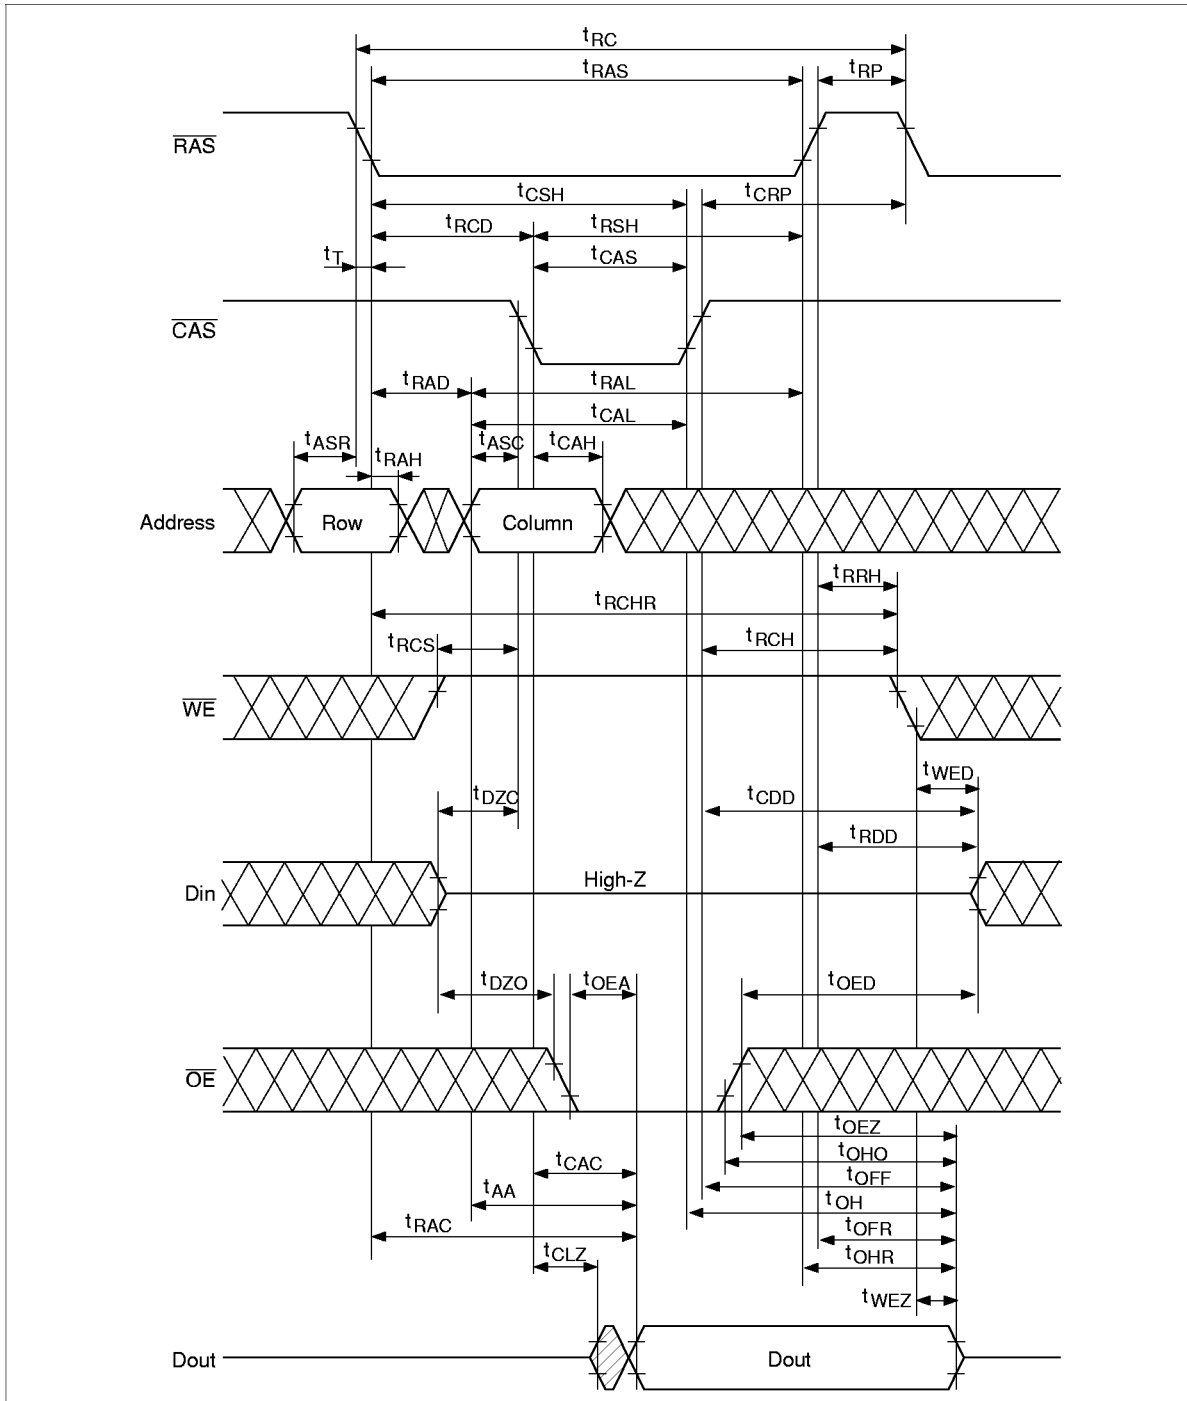 tRC
tRAS
tRP
RAS
tCSH
tCRP
tRCD
tRSH
tT
tCAS
CAS
tRAD
tRAL
tCAL
tASR
tASC
tCAH
tRAH
Address
Row
Column
tRRH
tRCHR
tRCS
tRCH
WE
tWED
tDZC
tCDD
tRDD
Din
High-Z
tDZO
tOEA
tOED
OE
tOEZ
tOHO
tCAC
tOFF
tAA
tOH
tRAC
tOFR
tCLZ
tOHR
tWEZ
Dout
Dout